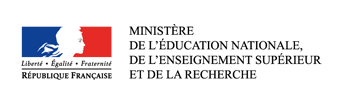 Liberté • Égalité • Fraternité
RÉPUBLIQUE FRANÇAISE
MINISTÈRE
DE L'ÉDUCATION NATIONALE,
DE L'ENSEIGNEMENT SUPÉRIEUR
ET DE LA RECHERCHE